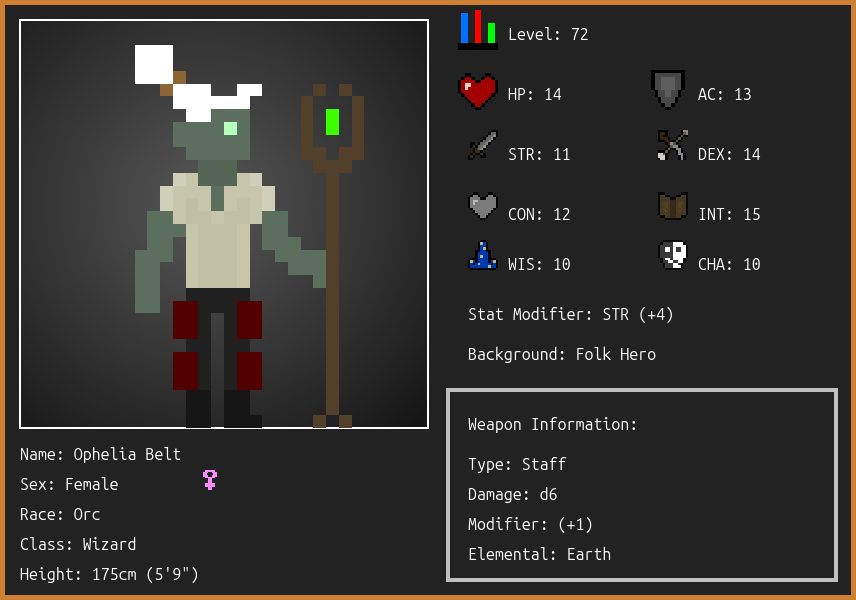 Level: 72
HP: 14
AC: 13
STR: 11
DEX: 14
CON: 12
INT: 15
WIS: 10
CHA: 10
Stat Modifier: STR (+4)
Background: Folk Hero
Weapon Information:
Type: Staff
Damage: d6
Modifier: (+1)
Elemental: Earth
Name: Ophelia Belt
Sex: Female
Race: Orc
Class: Wizard
Height: 175cm (5'9")